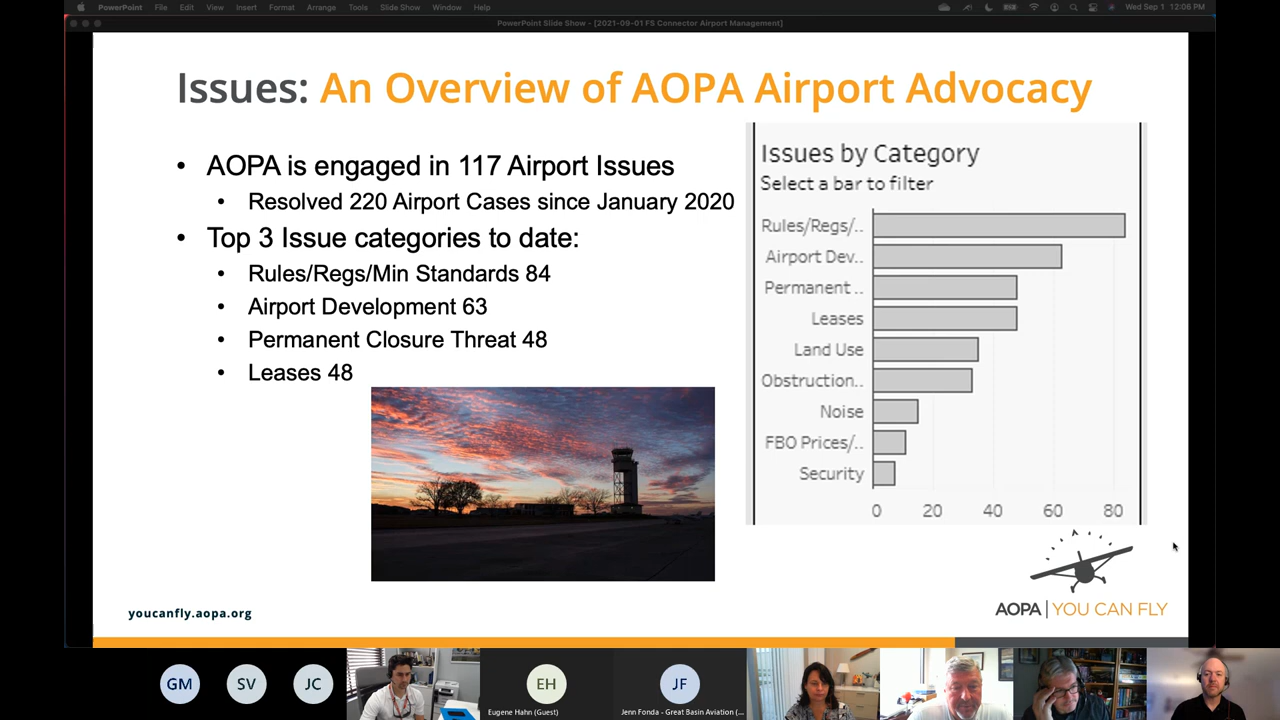 PowerPoint File Edit View Insert Format Arrange Tools Slide Show Window Help
Wed Sep 1 12:06 PM
PowerPoint Slide Show - [2021-09-01 FS Connector Airport Management]
Issues: An Overview of AOPA Airport Advocacy
• AOPA is engaged in 117 Airport Issues
• Resolved 220 Airport Cases since January 2020
• Top 3 Issue categories to date:
• Rules/Regs/Min Standards 84
• Airport Development 63
• Permanent Closure Threat 48
• Leases 48
Issues by Category
Select a bar to filter
Rules/Regs/..
Airport Dev..
Permanent ..
Leases
Land Use
Obstruction..
Noise
FBO Prices/..
Security
0 20 40 60 80
AOPA | YOU CAN FLY
youcanfly.aopa.org
GM
SV
JC
EH
JF
Eugene Hahn (Guest)
Jenn Fonda - Great Basin Aviation (...